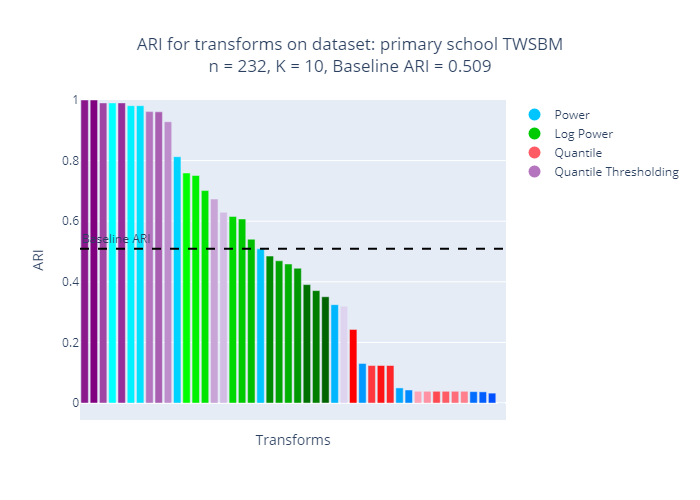 ARI for transforms on dataset: primary school TWSBM
n = 232, K = 10, Baseline ARI = 0.509
1
0.8
0.6
0.4
0.2
0
ARI
Baseline ARI
Transforms
Power
Log Power
Quantile
Quantile Thresholding